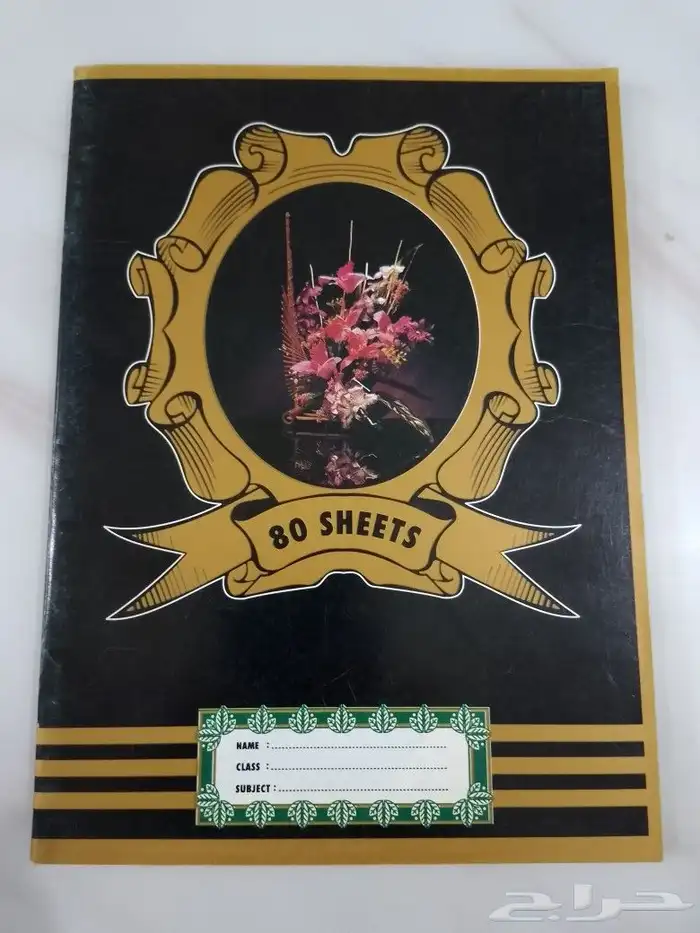 80 SHEETS
NAME :
CLASS :
SUBJECT :
حراج